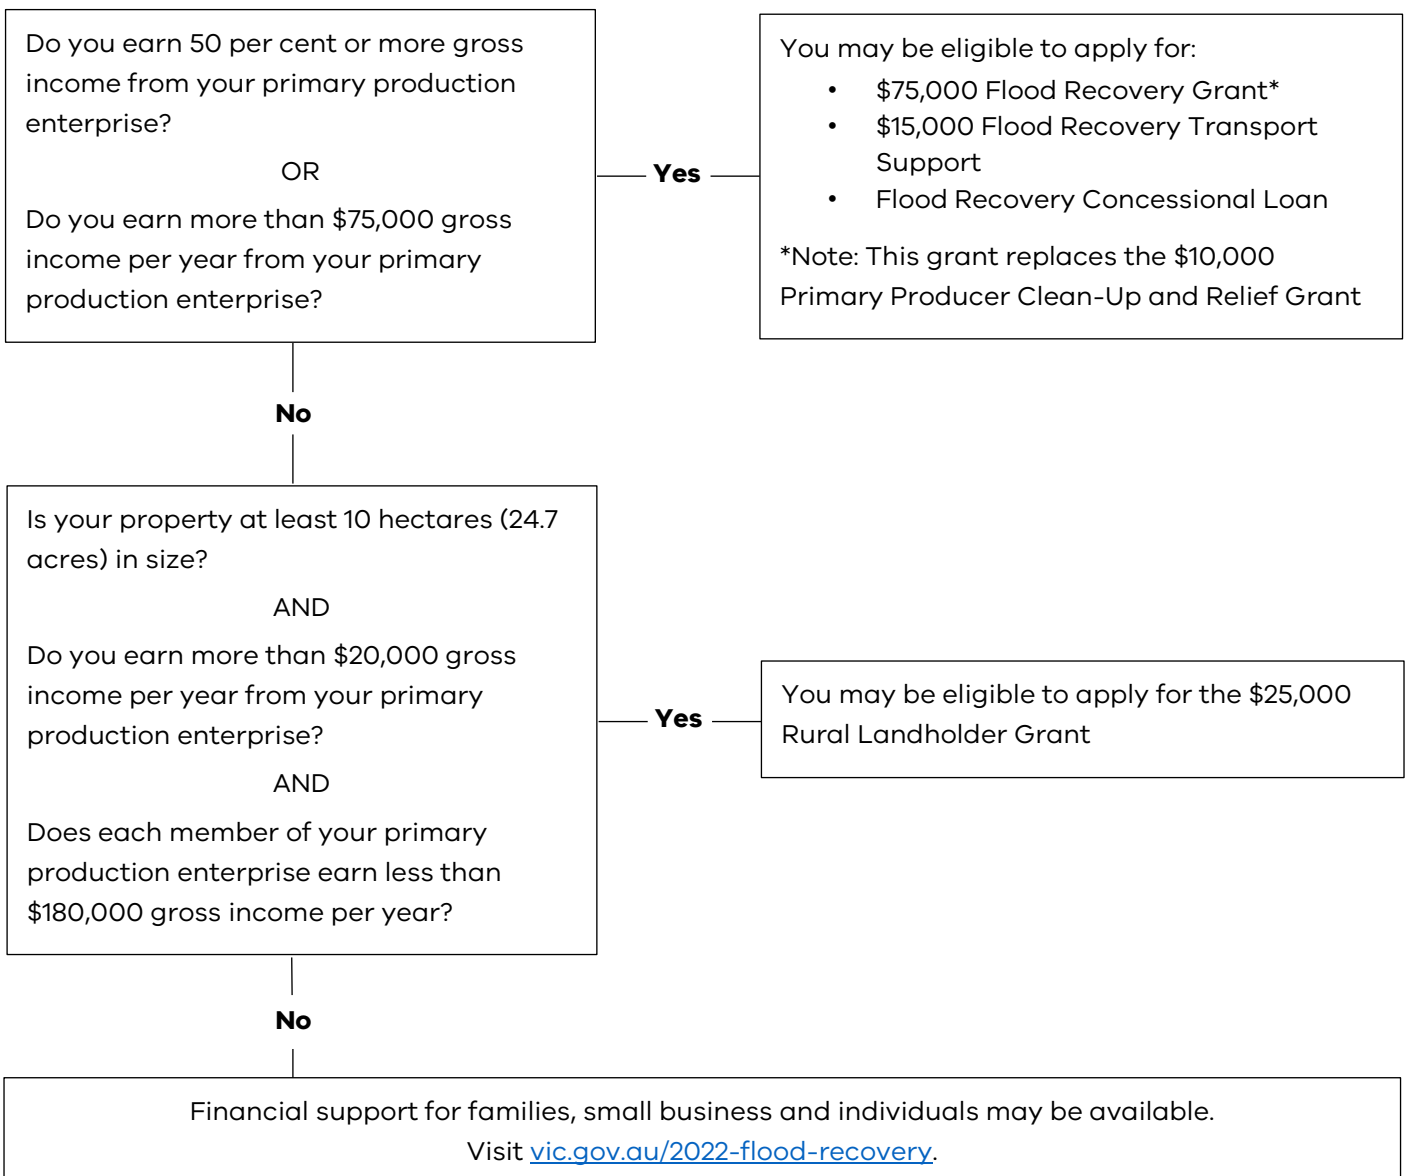 Do you earn 50 per cent or more gross
income from your primary production
enterprise?
OR
Do you earn more than $75,000 gross
income per year from your primary
production enterprise?
Yes
You may be eligible to apply for:
• $75,000 Flood Recovery Grant*
• $15,000 Flood Recovery Transport
Support
• Flood Recovery Concessional Loan
*Note: This grant replaces the $10,000
Primary Producer Clean-Up and Relief Grant
No
Is your property at least 10 hectares (24.7
acres) in size?
AND
Do you earn more than $20,000 gross
income per year from your primary
production enterprise?
AND
Does each member of your primary
production enterprise earn less than
$180,000 gross income per year?
Yes
You may be eligible to apply for the $25,000
Rural Landholder Grant
No
Financial support for families, small business and individuals may be available.
Visit vic.gov.au/2022-flood-recovery.